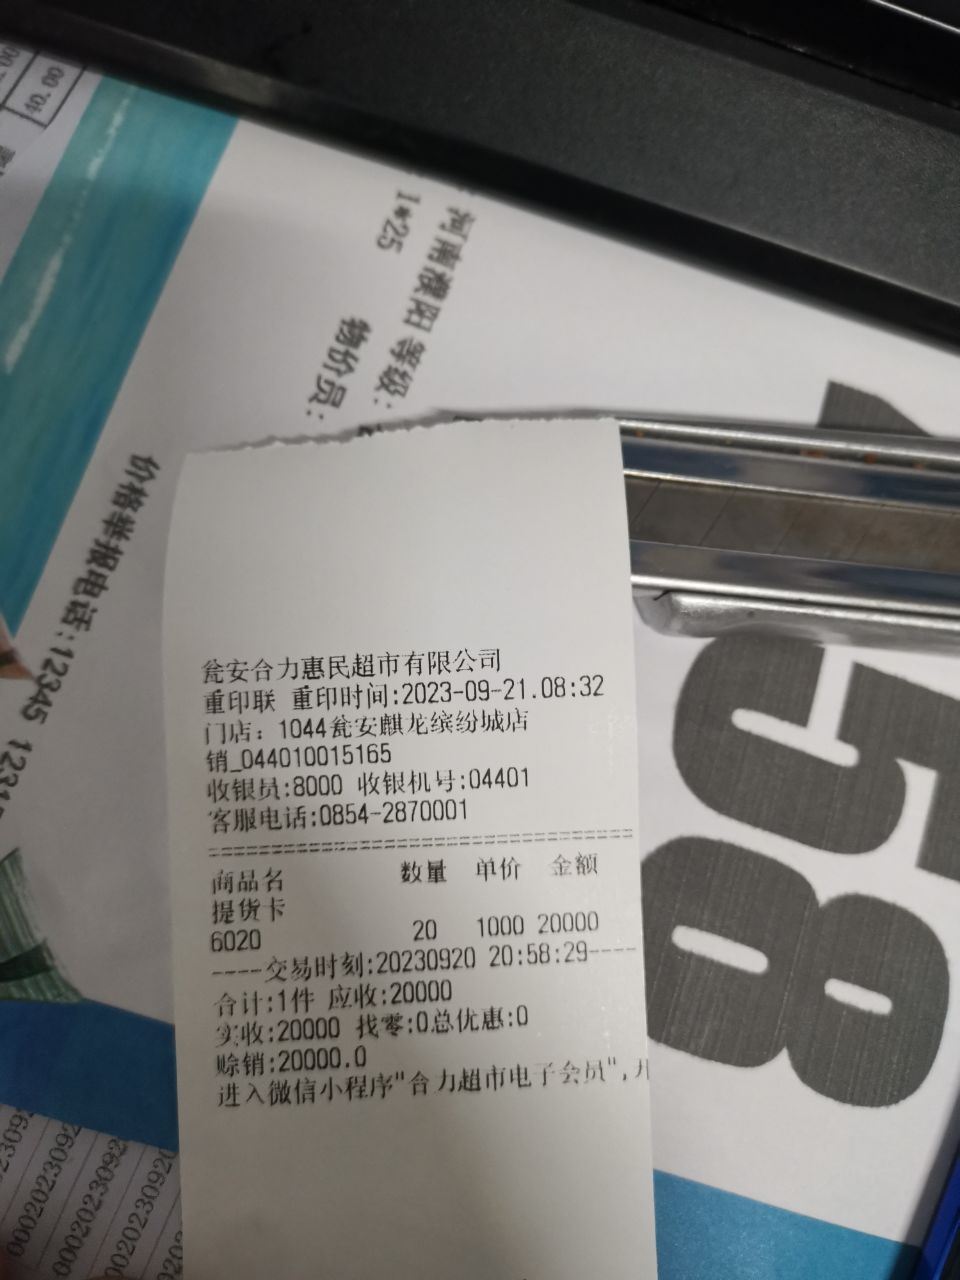 40.00
河南濮阳 等级:
1*25
物价员:
价格举报电话:12345 1231
85
瓮安合力惠民超市有限公司
重印联 重印时间:2023-09-21.08:32
门店: 1044瓮安麒龙缤纷城店
销_044010015165
收银员:8000 收银机号:04401
客服电话:0854-2870001
商品名 数量 单价 金额
提货卡
6020 20 1000 20000
----交易时刻:20230920 20:58:29----
合计:1件 应收:20000
实收:20000 找零:0总优惠:0
赊销:20000.0
进入微信小程序"合力超市电子会员",
0002023092
00020230920